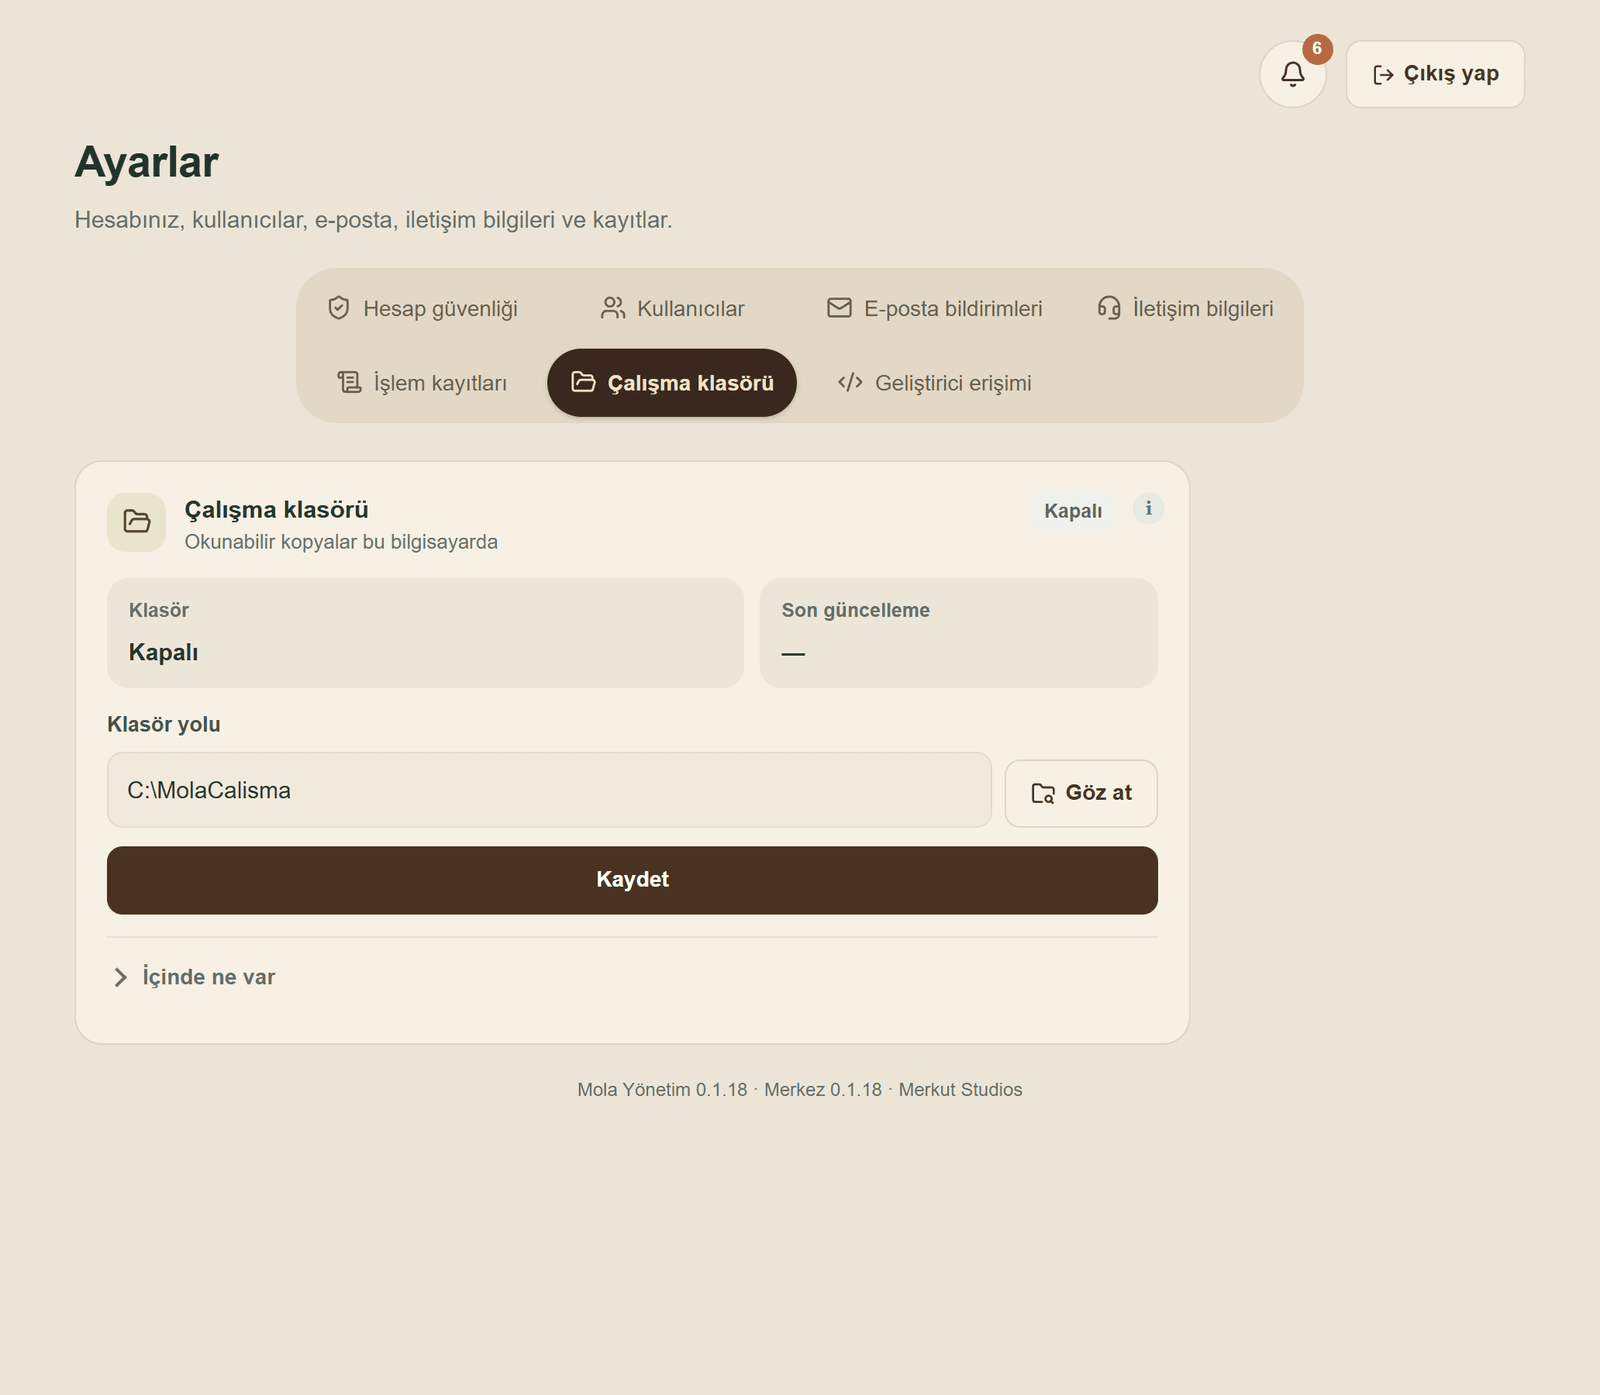 6
Çıkış yap
Ayarlar
Hesabınız, kullanıcılar, e-posta, iletişim bilgileri ve kayıtlar.
Hesap güvenliği Kullanıcılar E-posta bildirimleri İletişim bilgileri
İşlem kayıtları Çalışma klasörü Geliştirici erişimi
Çalışma klasörü
Kapalı i
Okunabilir kopyalar bu bilgisayarda
Klasör
Kapalı
Son güncelleme
—
Klasör yolu
C:\MolaCalisma
Göz at
Kaydet
İçinde ne var
Mola Yönetim 0.1.18 · Merkez 0.1.18 · Merkut Studios